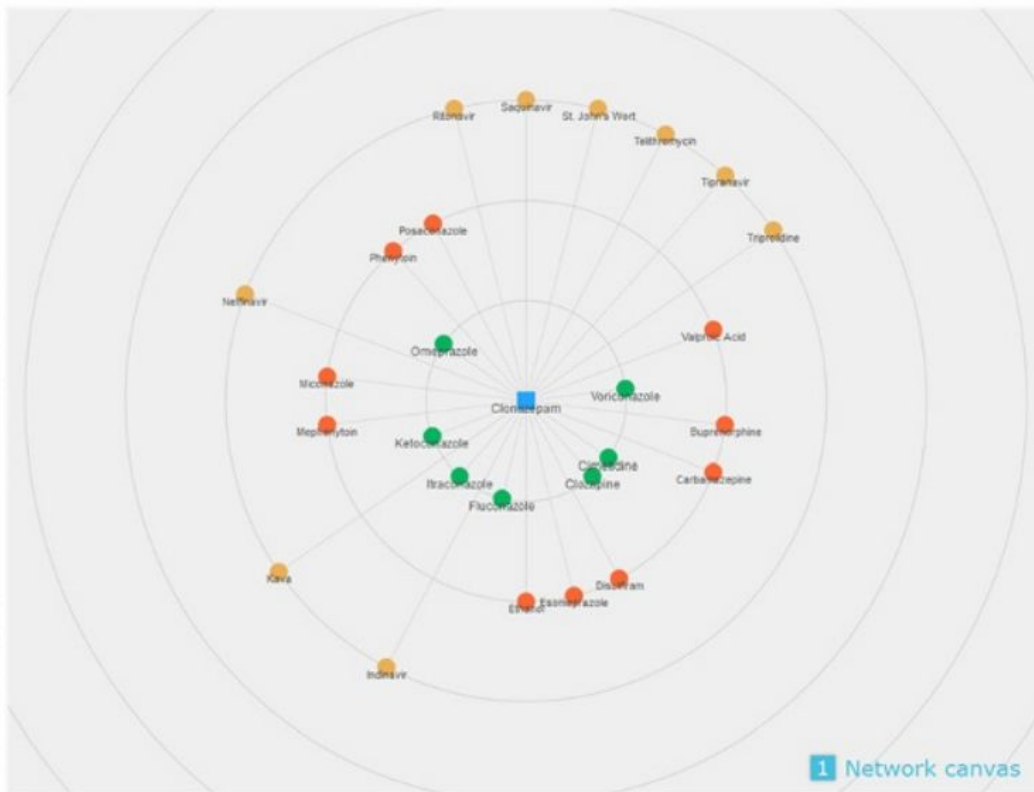 Saquinavir
Ritonavir
St. John's Wort
Telithromycin
Tipranavir
Posaconazole
Triprolidine
Phenytoin
Nelfinavir
Valproic Acid
Omeprazole
Miconazole
Voriconazole
Clonazepam
Mephenytoin
Buprenorphine
Ketoconazole
Cimetidine
Carbamazepine
Itraconazole
Clozapine
Fluconazole
Kava
Disulfiram
Esomeprazole
Ethanol
Indinavir
1 Network canvas